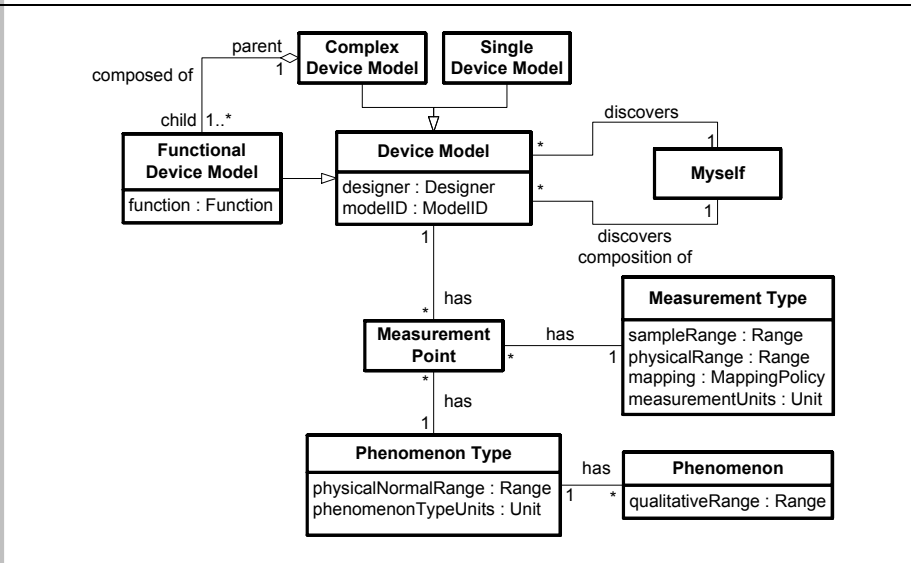 parent
1
composed of
child
1..*
Complex
Device Model
Single
Device Model
Functional
Device Model
function : Function
Device Model
designer : Designer
modelID : ModelID
discovers
*
1
Myself
*
1
discovers
composition of
1
has
*
Measurement
Point
has
*
1
Measurement Type
sampleRange : Range
physicalRange : Range
mapping : MappingPolicy
measurementUnits : Unit
*
has
1
Phenomenon Type
physicalNormalRange : Range
phenomenonTypeUnits : Unit
has
1
*
Phenomenon
qualitativeRange : Range